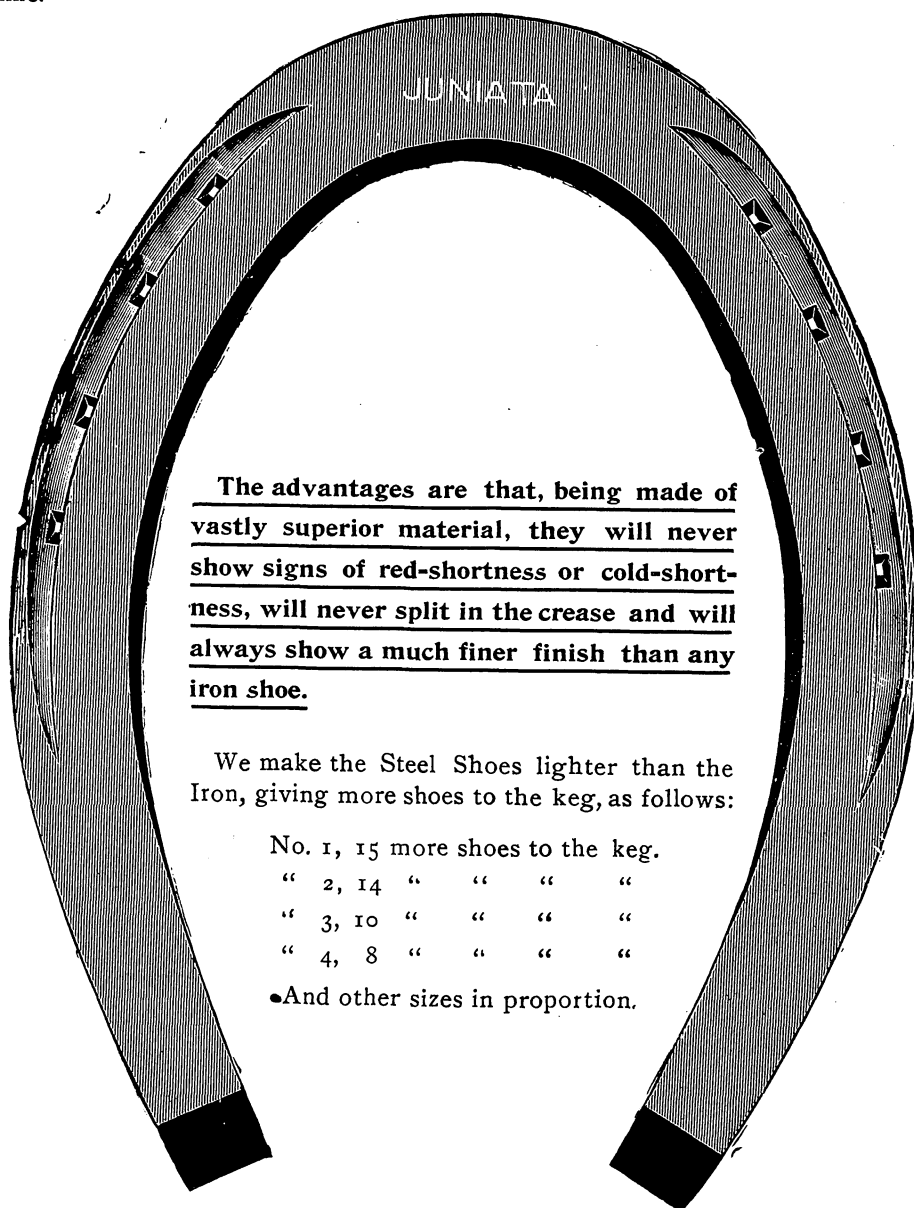 JUNIATA
The advantages are that, being made of
vastly superior material, they will never
show signs of red-shortness or cold-short-
ness, will never split in the crease and will
always show a much finer finish than any
iron shoe.
We make the Steel Shoes lighter than the
Iron, giving more shoes to the keg, as follows:
No. 1, 15 more shoes to the keg.
“ 2, 14 “ “ “ “
“ 3, 10 “ “ “ “
“ 4, 8 “ “ “ “
And other sizes in proportion.